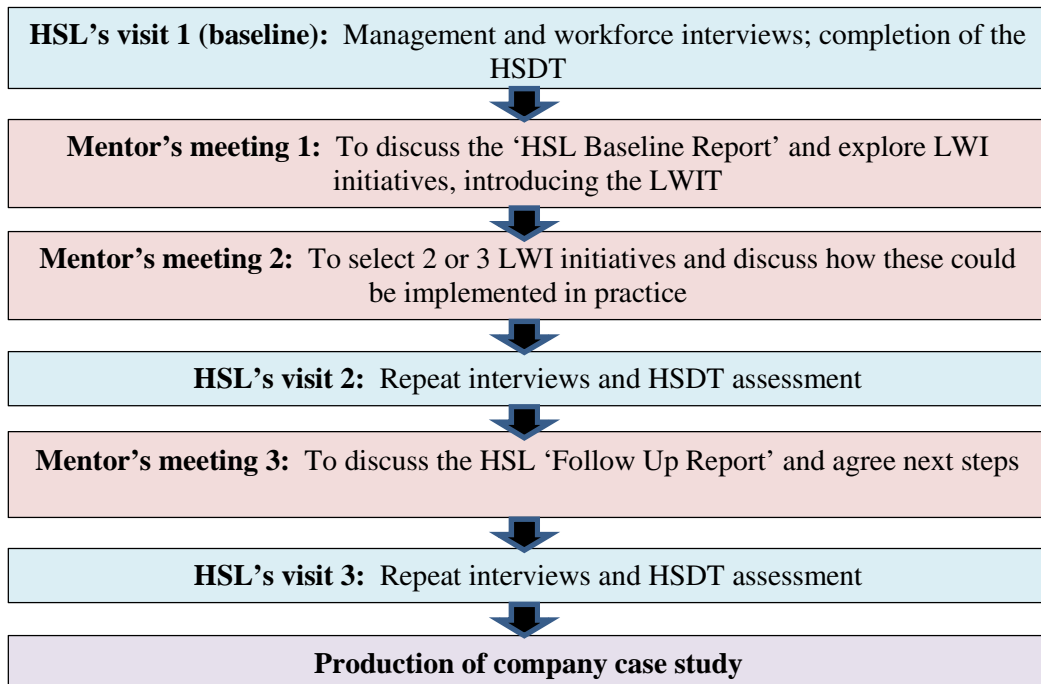 HSL’s visit 1 (baseline): Management and workforce interviews; completion of the
HSDT
Mentor’s meeting 1: To discuss the ‘HSL Baseline Report’ and explore LWI
initiatives, introducing the LWIT
Mentor’s meeting 2: To select 2 or 3 LWI initiatives and discuss how these could
be implemented in practice
HSL’s visit 2: Repeat interviews and HSDT assessment
Mentor’s meeting 3: To discuss the HSL ‘Follow Up Report’ and agree next steps
HSL’s visit 3: Repeat interviews and HSDT assessment
Production of company case study